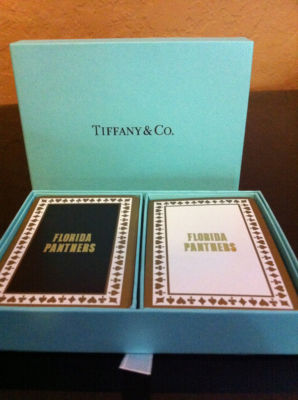 TIFFANY & CO.
FLORIDA
PANTHERS
FLORIDA
PANTHERS